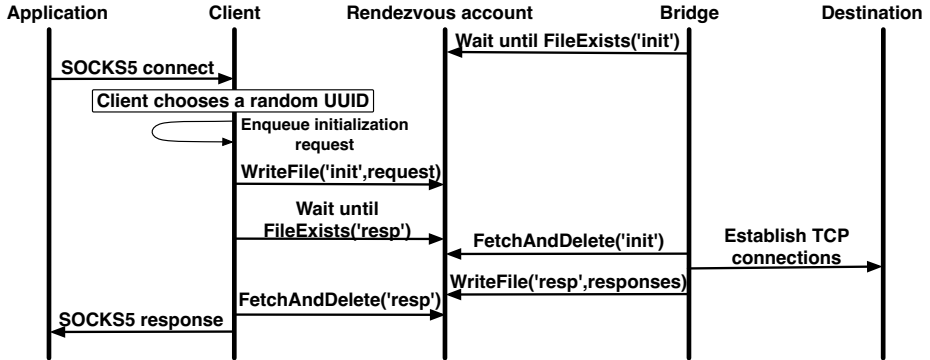 Application Client Rendezvous account Bridge Destination
Wait until FileExists('init')
SOCKS5 connect
Client chooses a random UUID
Enqueue initialization
request
WriteFile('init',request)
Wait until
FileExists('resp')
FetchAndDelete('init')
Establish TCP
connections
WriteFile('resp',responses)
FetchAndDelete('resp')
SOCKS5 response